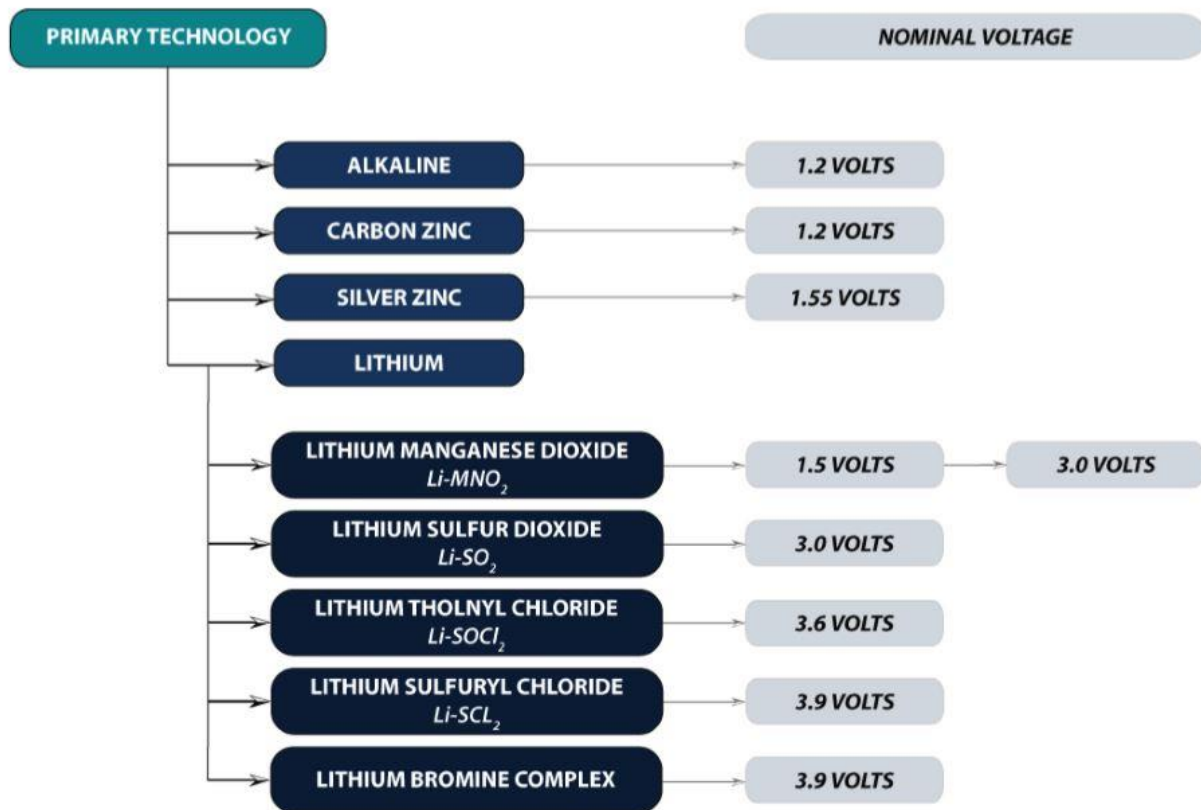 PRIMARY TECHNOLOGY
NOMINAL VOLTAGE
ALKALINE
1.2 VOLTS
CARBON ZINC
1.2 VOLTS
SILVER ZINC
1.55 VOLTS
LITHIUM
LITHIUM MANGANESE DIOXIDE
Li-MNO₂
1.5 VOLTS
3.0 VOLTS
LITHIUM SULFUR DIOXIDE
Li-SO₂
3.0 VOLTS
LITHIUM THOLNYL CHLORIDE
Li-SOCl₂
3.6 VOLTS
LITHIUM SULFURYL CHLORIDE
Li-SCL₂
3.9 VOLTS
LITHIUM BROMINE COMPLEX
3.9 VOLTS